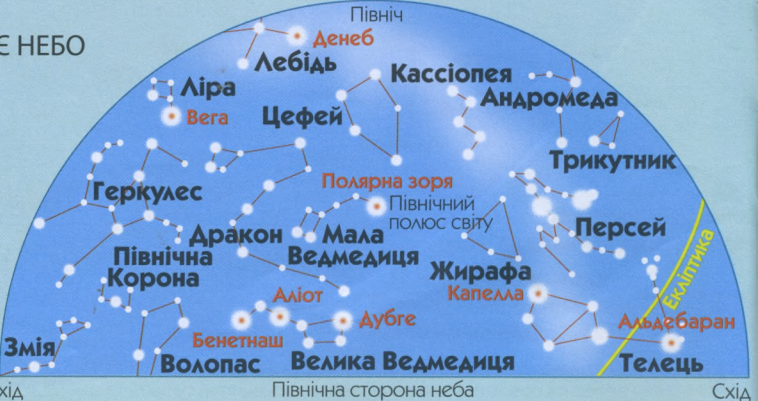 Є НЕБО
Північ
Денеб
Лебідь
Кассіопея
Ліра
Андромеда
Вега
Цефей
Трикутник
Полярна зоря
Геркулес
Північний
полюс світу
Персей
Дракон
Мала
Ведмедиця
Північна
Корона
Жирафа
Екліптика
Капелла
Аліот
Дубге
Альдебаран
Бенетнаш
Змія
Волопас
Велика Ведмедиця
Телець
хід
Північна сторона неба
Схід